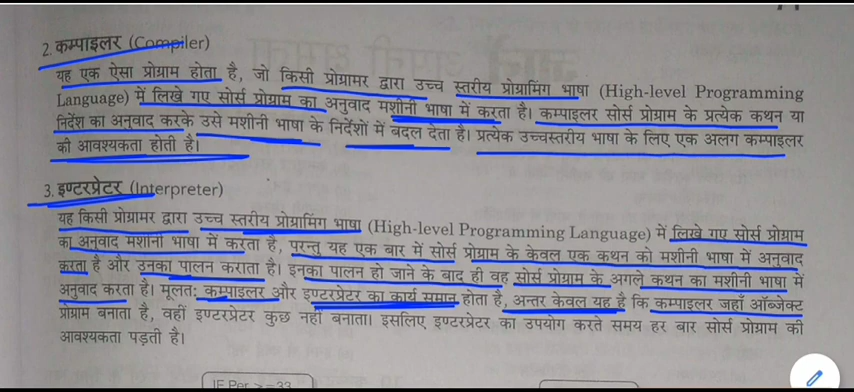 2. कम्पाइलर (Compiler)
यह एक ऐसा प्रोग्राम होता है, जो किसी प्रोग्रामर द्वारा उच्च स्तरीय प्रोग्रामिंग भाषा (High-level Programming
Language) में लिखे गए सोर्स प्रोग्राम का अनुवाद मशीनी भाषा में करता है। कम्पाइलर सोर्स प्रोग्राम के प्रत्येक कथन या
निर्देश का अनुवाद करके उसे मशीनी भाषा के निर्देशों में बदल देता है। प्रत्येक उच्चस्तरीय भाषा के लिए एक अलग कम्पाइलर
की आवश्यकता होती है।
3. इण्टरप्रेटर (Interpreter)
यह किसी प्रोग्रामर द्वारा उच्च स्तरीय प्रोग्रामिंग भाषा (High-level Programming Language) में लिखे गए सोर्स प्रोग्राम
का अनुवाद मशीनी भाषा में करता है, परन्तु यह एक बार में सोर्स प्रोग्राम के केवल एक कथन को मशीनी भाषा में अनुवाद
करता है और उनका पालन कराता है। इनका पालन हो जाने के बाद ही वह सोर्स प्रोग्राम के अगले कथन का मशीनी भाषा में
अनुवाद करता है। मूलतः कम्पाइलर और इण्टरप्रेटर का कार्य समान होता है, अन्तर केवल यह है कि कम्पाइलर जहाँ ऑब्जेक्ट
प्रोग्राम बनाता है, वहीं इण्टरप्रेटर कुछ नहीं बनाता। इसलिए इण्टरप्रेटर का उपयोग करते समय हर बार सोर्स प्रोग्राम की
आवश्यकता पड़ती है।
IF Per >=33